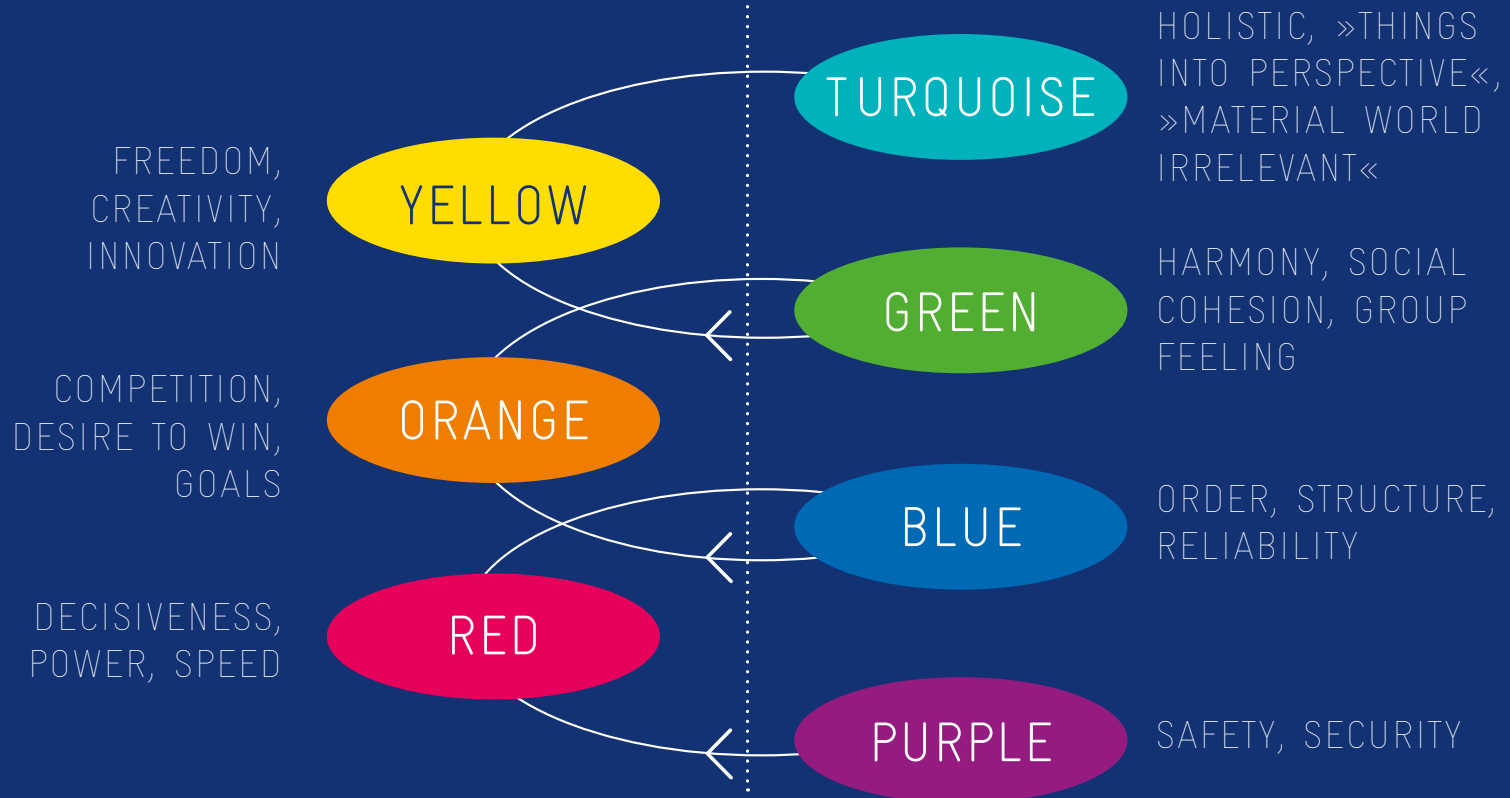 HOLISTIC, »THINGS
INTO PERSPECTIVE«,
»MATERIAL WORLD
IRRELEVANT«
TURQUOISE
FREEDOM,
CREATIVITY,
INNOVATION
YELLOW
HARMONY, SOCIAL
COHESION, GROUP
FEELING
GREEN
COMPETITION,
DESIRE TO WIN,
GOALS
ORANGE
ORDER, STRUCTURE,
RELIABILITY
BLUE
DECISIVENESS,
POWER, SPEED
RED
PURPLE
SAFETY, SECURITY